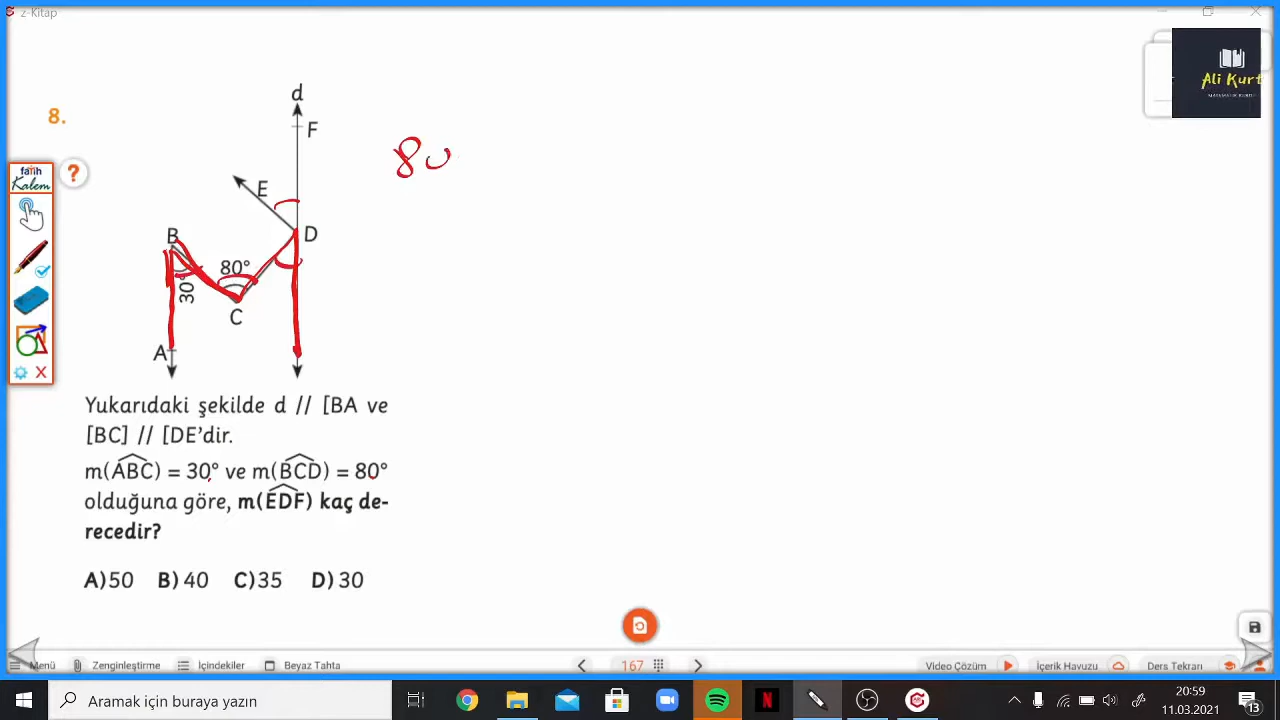 z-Kitap
Ali Kurt
8.
d
F
80
fatih
Kalem
?
E
B
D
80°
30°
C
A
Yukarıdaki şekilde d // [BA ve
[BC] // [DE'dir.
m(ABC) = 30° ve m(BCD) = 80°
olduğuna göre, m(EDF) kaç de-
recedir?
A) 50 B) 40 C) 35 D) 30
Menü Zenginleştirme İçindekiler Beyaz Tahta 167 Video Çözüm İçerik Havuzu Ders Tekrarı
Aramak için buraya yazın
20:59
11.03.2021
13